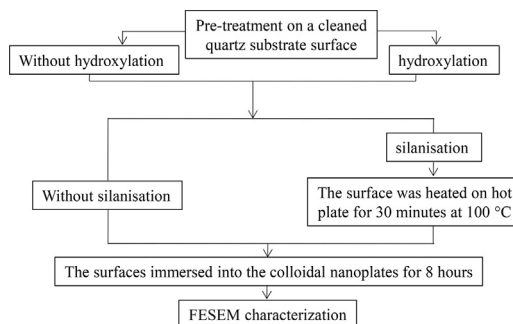 Pre-treatment on a cleaned
quartz substrate surface
Without hydroxylation
hydroxylation
silanisation
Without silanisation
The surface was heated on hot
plate for 30 minutes at 100 °C
The surfaces immersed into the colloidal nanoplates for 8 hours
FESEM characterization